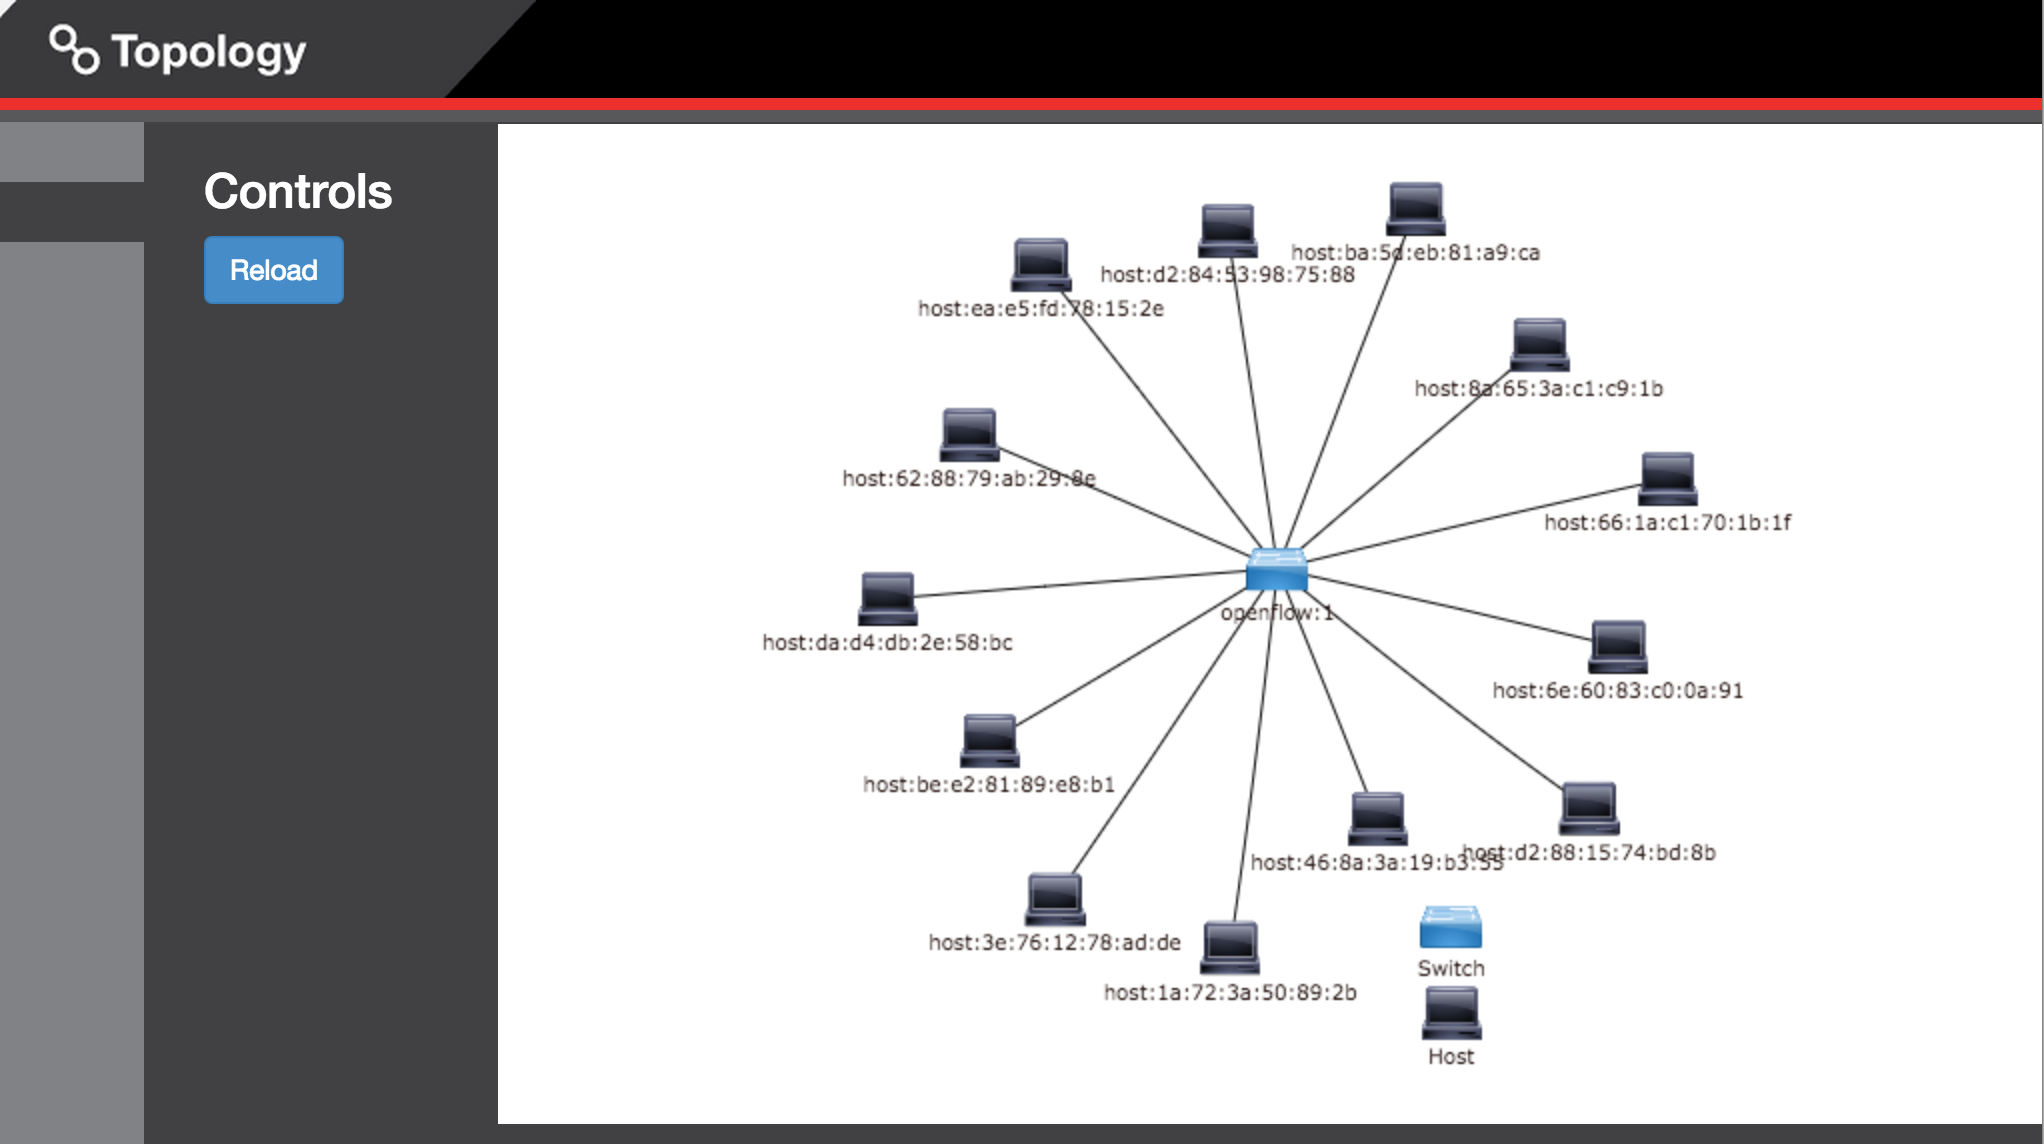 Topology
Controls
Reload
host:ba:5d:eb:81:a9:ca
host:d2:84:53:98:75:88
host:ea:e5:fd:78:15:2e
host:8a:65:3a:c1:c9:1b
host:62:88:79:ab:29:8e
host:66:1a:c1:70:1b:1f
openflow:1
host:da:d4:db:2e:58:bc
host:6e:60:83:c0:0a:91
host:be:e2:81:89:e8:b1
host:46:8a:3a:19:b3:55
host:d2:88:15:74:bd:8b
host:3e:76:12:78:ad:de
host:1a:72:3a:50:89:2b
Switch
Host